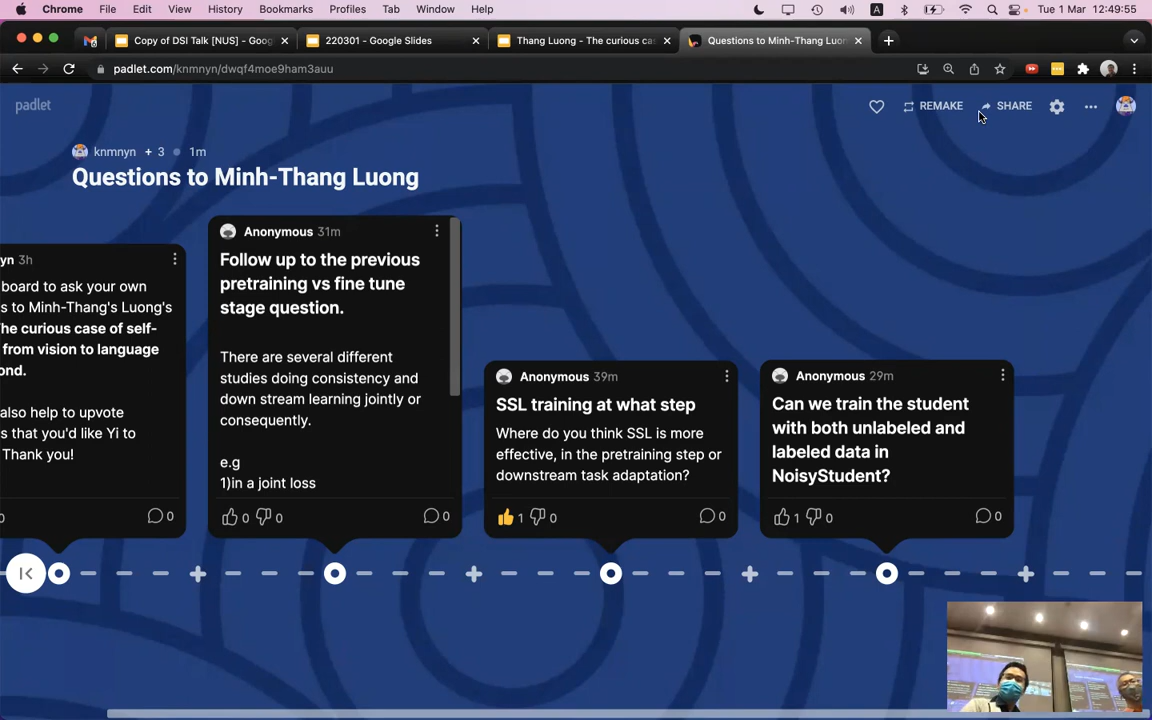 Chrome File Edit View History Bookmarks Profiles Tab Window Help A Tue 1 Mar 12:49:55
Copy of DSI Talk [NUS] - Goog
220301 - Google Slides
Thang Luong - The curious cas
Questions to Minh-Thang Luon
padlet.com/knmnyn/dwqf4moe9ham3auu
padlet
REMAKE
SHARE
knmnyn + 3 1m
Questions to Minh-Thang Luong
yn 3h
board to ask your own
s to Minh-Thang's Luong's
he curious case of self-
from vision to language
ond.
also help to upvote
s that you'd like Yi to
Thank you!
0
0
Anonymous 31m
Follow up to the previous
pretraining vs fine tune
stage question.
There are several different
studies doing consistency and
down stream learning jointly or
consequently.
e.g
1)in a joint loss
0 0 0
Anonymous 39m
SSL training at what step
Where do you think SSL is more
effective, in the pretraining step or
downstream task adaptation?
1 0 0
Anonymous 29m
Can we train the student
with both unlabeled and
labeled data in
NoisyStudent?
1 0 0